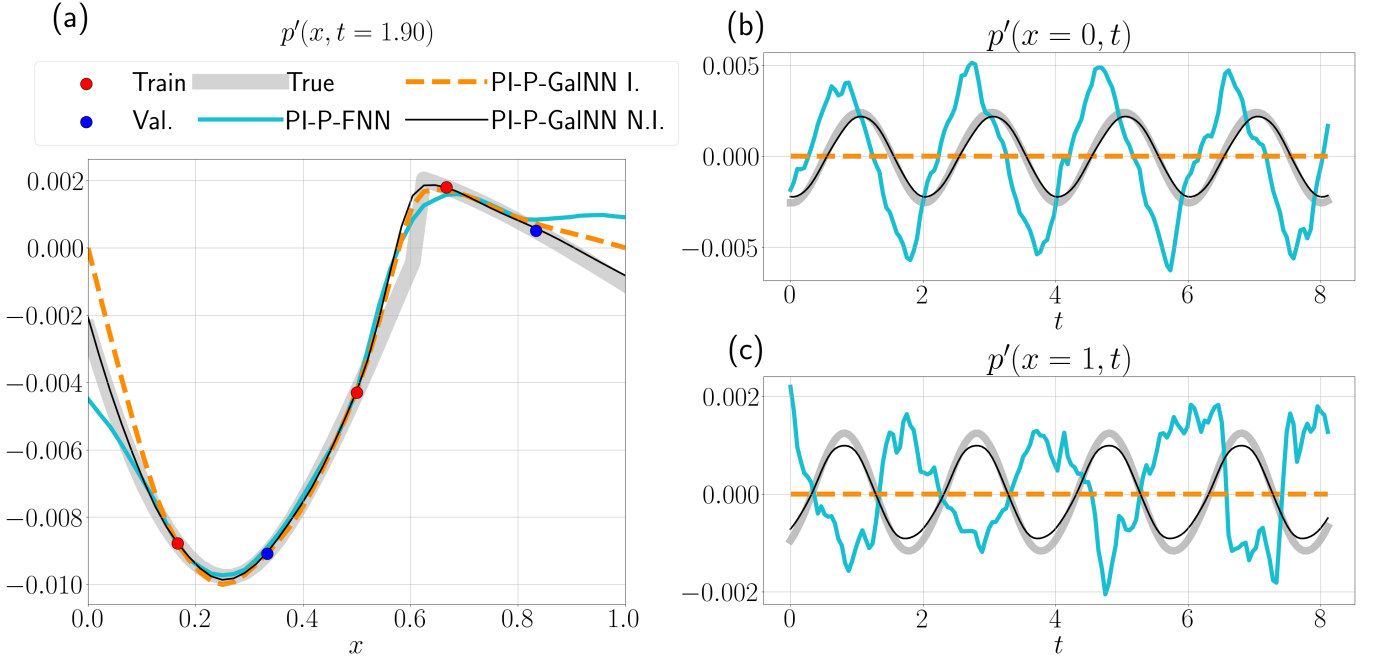 (a)
p′(x, t = 1.90)
Train True PI-P-GalNN I.
Val. PI-P-FNN PI-P-GalNN N.I.
0.002
0.000
−0.002
−0.004
−0.006
−0.008
−0.010
0.0 0.2 0.4 0.6 0.8 1.0
x
(b)
p′(x = 0, t)
0.005
0.000
−0.005
0 2 4 6 8
t
(c)
p′(x = 1, t)
0.002
0.000
−0.002
0 2 4 6 8
t